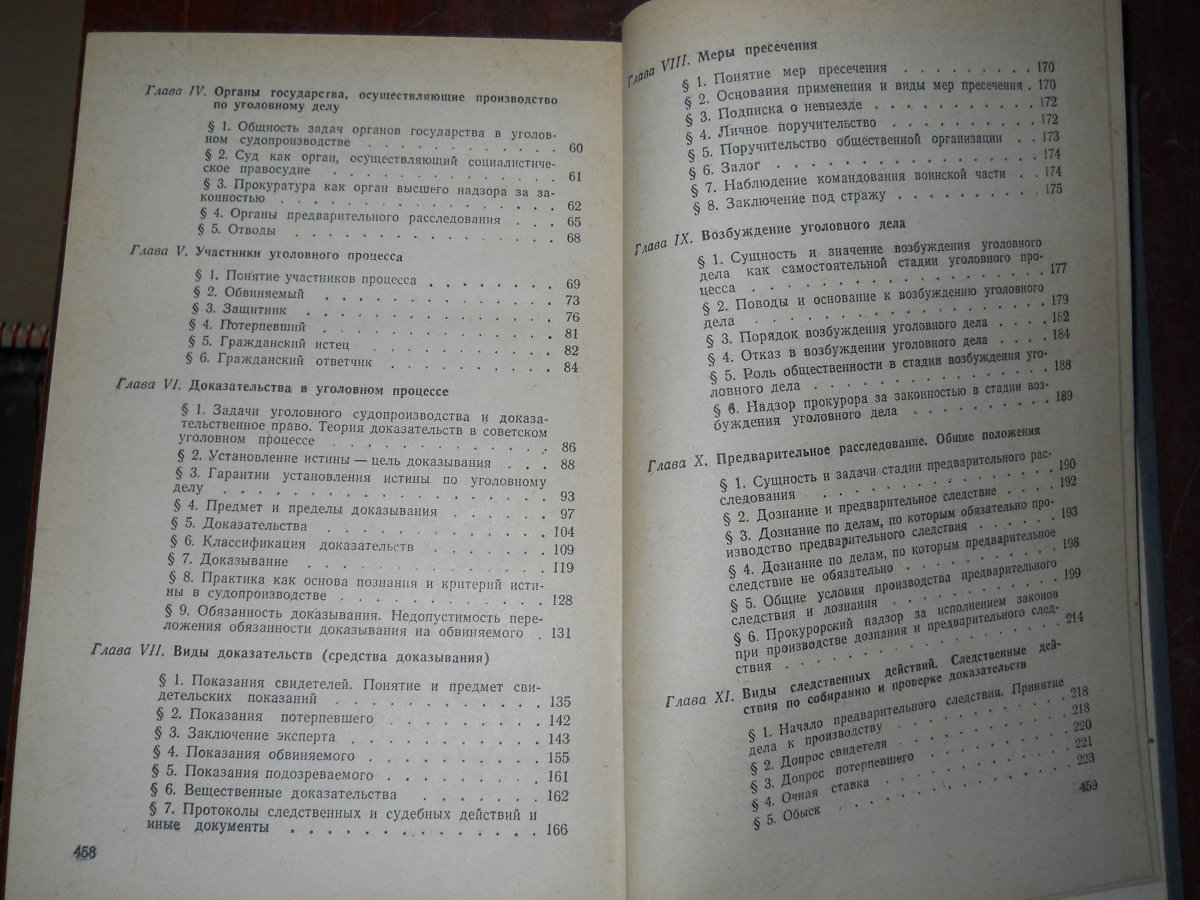 Глава IV. Органы государства, осуществляющие производство
по уголовному делу
§ 1. Общность задач органов государства в уголов-
ном судопроизводстве . . . . . . . . . . . . 60
§ 2. Суд как орган, осуществляющий социалистиче-
ское правосудие . . . . . . . . . . . . . . 61
§ 3. Прокуратура как орган высшего надзора за за-
конностью . . . . . . . . . . . . . . . . 62
§ 4. Органы предварительного расследования . . . . 65
§ 5. Отводы . . . . . . . . . . . . . . . 68
Глава V. Участники уголовного процесса
§ 1. Понятие участников процесса . . . . . . . . 69
§ 2. Обвиняемый . . . . . . . . . . . . . 73
§ 3. Защитник . . . . . . . . . . . . . . 76
§ 4. Потерпевший . . . . . . . . . . . . . 81
§ 5. Гражданский истец . . . . . . . . . . . 82
§ 6. Гражданский ответчик . . . . . . . . . . 84
Глава VI. Доказательства в уголовном процессе
§ 1. Задачи уголовного судопроизводства и доказа-
тельственное право. Теория доказательств в советском
уголовном процессе . . . . . . . . . . . . . 86
§ 2. Установление истины — цель доказывания . . . 88
§ 3. Гарантии установления истины по уголовному
делу . . . . . . . . . . . . . . . . . . 93
§ 4. Предмет и пределы доказывания . . . . . . 97
§ 5. Доказательства . . . . . . . . . . . . 104
§ 6. Классификация доказательств . . . . . . . 109
§ 7. Доказывание . . . . . . . . . . . . . 119
§ 8. Практика как основа познания и критерий исти-
ны в судопроизводстве . . . . . . . . . . . 128
§ 9. Обязанность доказывания. Недопустимость пере-
ложения обязанности доказывания на обвиняемого . 131
Глава VII. Виды доказательств (средства доказывания)
§ 1. Показания свидетелей. Понятие и предмет сви-
детельских показаний . . . . . . . . . . . . 135
§ 2. Показания потерпевшего . . . . . . . . . 142
§ 3. Заключение эксперта . . . . . . . . . . 143
§ 4. Показания обвиняемого . . . . . . . . . . 155
§ 5. Показания подозреваемого . . . . . . . . . 161
§ 6. Вещественные доказательства . . . . . . . 162
§ 7. Протоколы следственных и судебных действий и
иные документы . . . . . . . . . . . . . . 166
458
Глава VIII. Меры пресечения
§ 1. Понятие мер пресечения . . . . . . . . . 170
§ 2. Основания применения и виды мер пресечения . 170
§ 3. Подписка о невыезде . . . . . . . . . . 172
§ 4. Личное поручительство . . . . . . . . . 172
§ 5. Поручительство общественной организации . . 173
§ 6. Залог . . . . . . . . . . . . . . . 174
§ 7. Наблюдение командования воинской части . . 174
§ 8. Заключение под стражу . . . . . . . . . 175
Глава IX. Возбуждение уголовного дела
§ 1. Сущность и значение возбуждения уголовного
дела как самостоятельной стадии уголовного про-
цесса . . . . . . . . . . . . . . . . . 177
§ 2. Поводы и основание к возбуждению уголовного
дела . . . . . . . . . . . . . . . . . . 179
§ 3. Порядок возбуждения уголовного дела . . . . 182
§ 4. Отказ в возбуждении уголовного дела . . . . 184
§ 5. Роль общественности в стадии возбуждения уго-
ловного дела . . . . . . . . . . . . . . . 188
§ 6. Надзор прокурора за законностью в стадии воз-
буждения уголовного дела . . . . . . . . . . 189
Глава X. Предварительное расследование. Общие положения
§ 1. Сущность и задачи стадии предварительного рас-
следования . . . . . . . . . . . . . . . 190
§ 2. Дознание и предварительное следствие . . . . 192
§ 3. Дознание по делам, по которым обязательно про-
изводство предварительного следствия . . . . . . 193
§ 4. Дознание по делам, по которым предварительное
следствие не обязательно . . . . . . . . . . 198
§ 5. Общие условия производства предварительного
следствия и дознания . . . . . . . . . . . . 199
§ 6. Прокурорский надзор за исполнением законов
при производстве дознания и предварительного след-
ствия . . . . . . . . . . . . . . . . . 214
Глава XI. Виды следственных действий. Следственные дей-
ствия по собиранию и проверке доказательств
§ 1. Начало предварительного следствия. Принятие
дела к производству . . . . . . . . . . . . 218
§ 2. Допрос свидетеля . . . . . . . . . . . 218
§ 3. Допрос потерпевшего . . . . . . . . . . 220
§ 4. Очная ставка . . . . . . . . . . . . . 221
§ 5. Обыск . . . . . . . . . . . . . . . 223
459